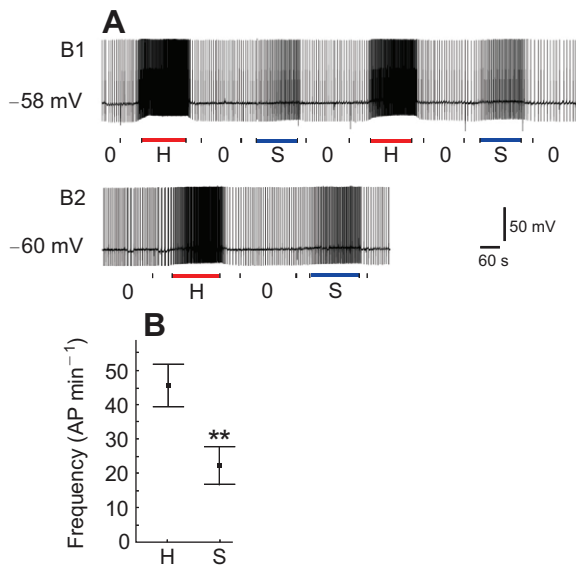 A
B1
−58 mV
0 H 0 S 0 H 0 S 0
B2
−60 mV
50 mV
60 s
0 H 0 S
B
Frequency (AP min−1)
50
40
30
20
10
0
**
H S